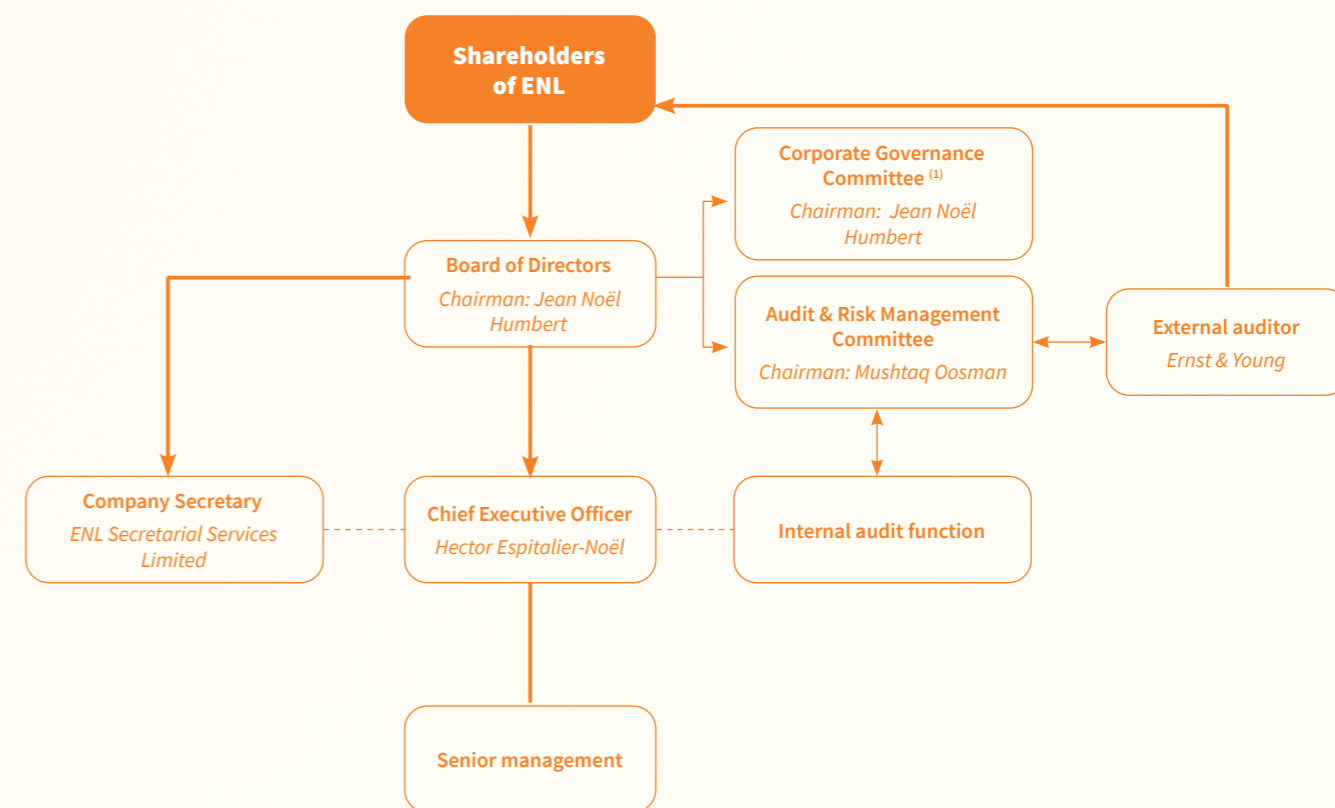 Shareholders
of ENL
Corporate Governance
Committee (1)
Chairman: Jean Noël
Humbert
Board of Directors
Chairman: Jean Noël
Humbert
Audit & Risk Management
Committee
Chairman: Mushtaq Oosman
External auditor
Ernst & Young
Company Secretary
ENL Secretarial Services
Limited
Chief Executive Officer
Hector Espitalier-Noël
Internal audit function
Senior management